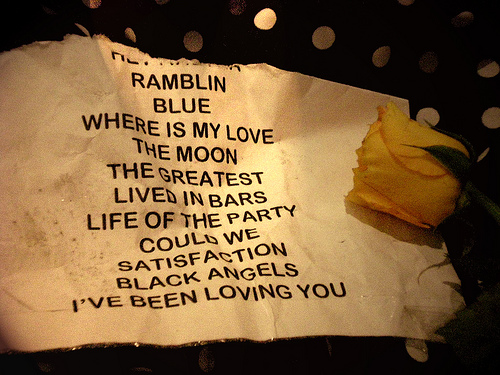 RAMBLIN
BLUE
WHERE IS MY LOVE
THE MOON
THE GREATEST
LIVED IN BARS
LIFE OF THE PARTY
COULD WE
SATISFACTION
BLACK ANGELS
I'VE BEEN LOVING YOU